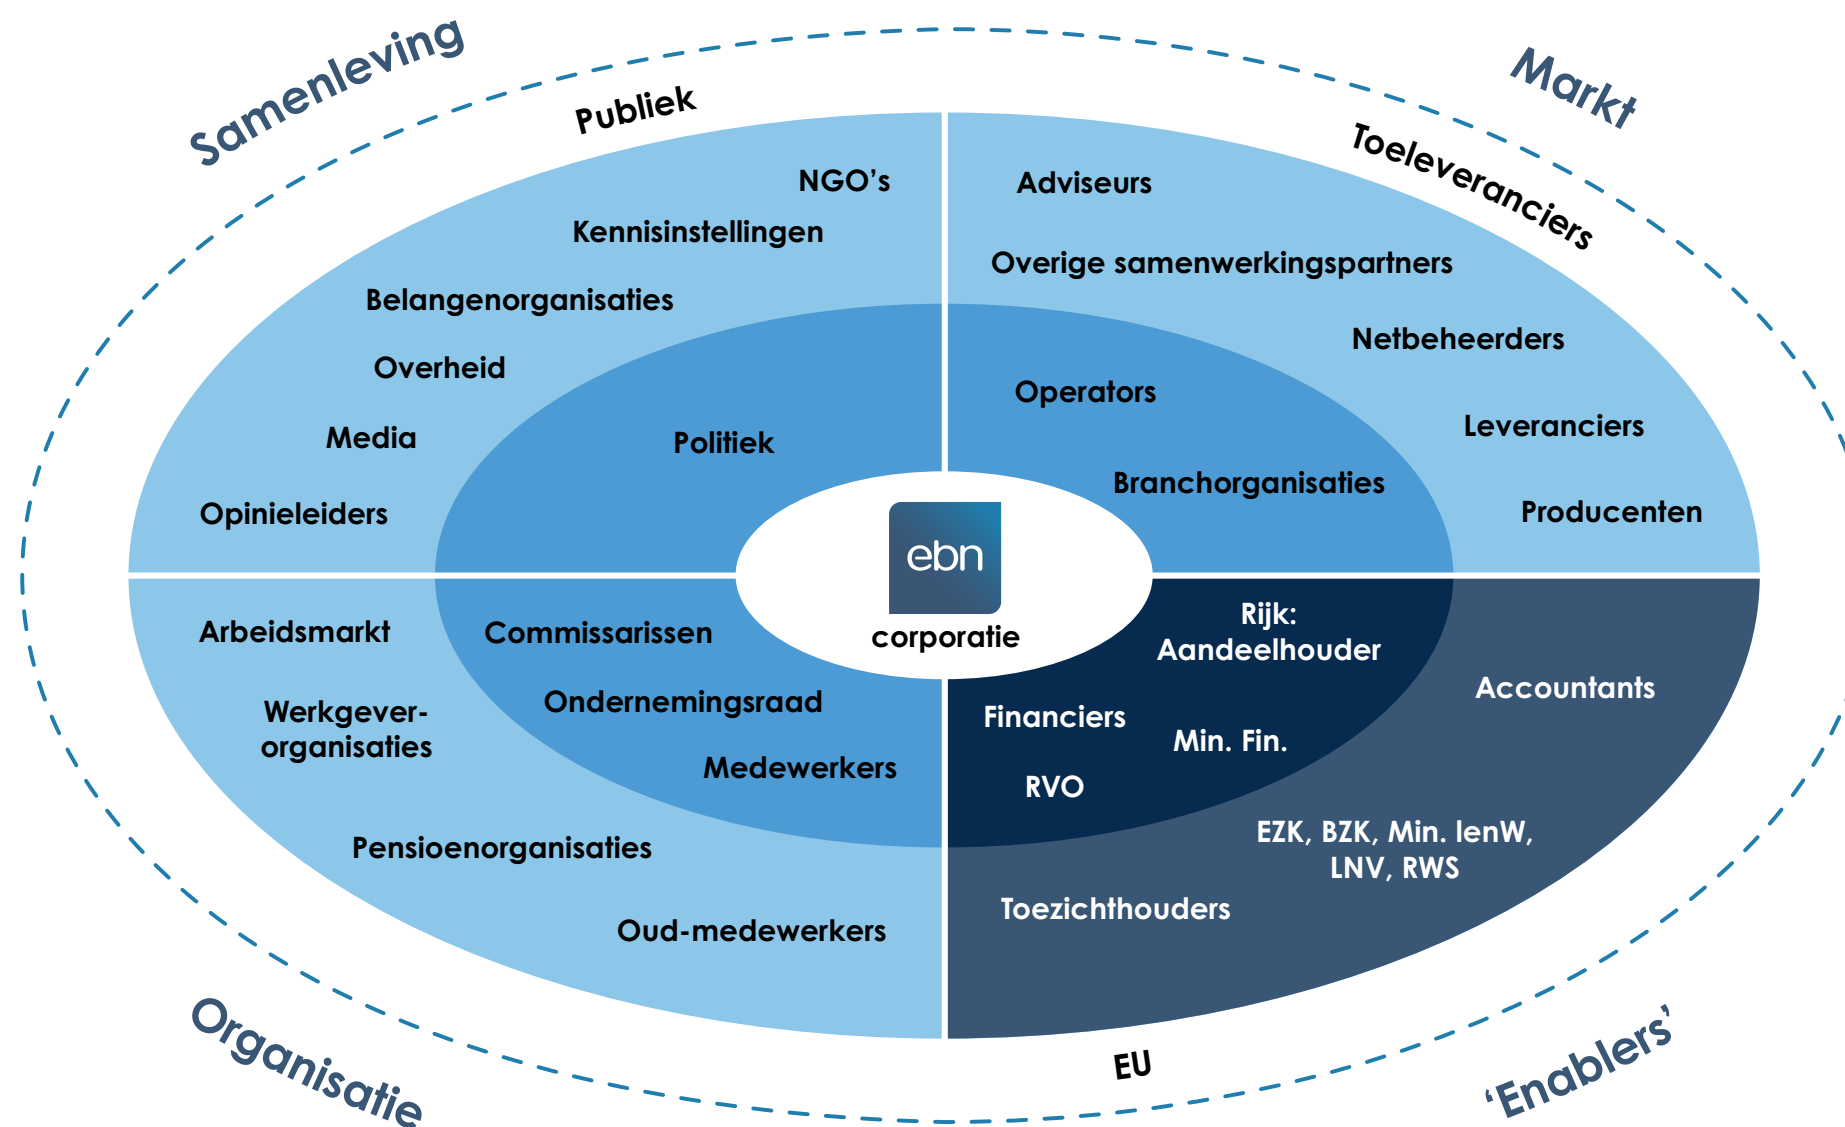 Samenleving
Markt
Publiek
Toeleveranciers
NGO’s
Kennisinstellingen
Belangenorganisaties
Overheid
Media
Opinieleiders
Politiek
Adviseurs
Overige samenwerkingspartners
Netbeheerders
Leveranciers
Producenten
Operators
Branchorganisaties
ebn
corporatie
Arbeidsmarkt
Werkgever-
organisaties
Pensioenorganisaties
Oud-medewerkers
Commissarissen
Ondernemingsraad
Medewerkers
Rijk:
Aandeelhouder
Financiers
Min. Fin.
RVO
Accountants
EZK, BZK, Min. IenW,
LNV, RWS
Toezichthouders
EU
Organisatie
‘Enablers’